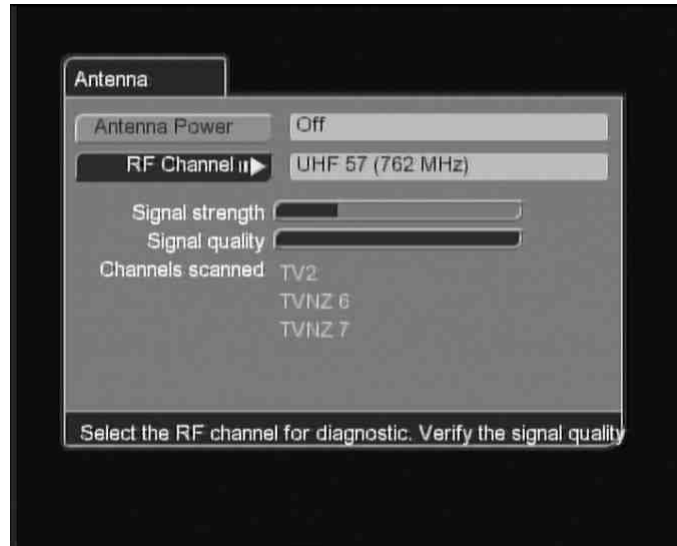 Antenna
Antenna Power Off
RF Channel UHF 57 (762 MHz)
Signal strength
Signal quality
Channels scanned TV2
TVNZ 6
TVNZ 7
Select the RF channel for diagnostic. Verify the signal quality